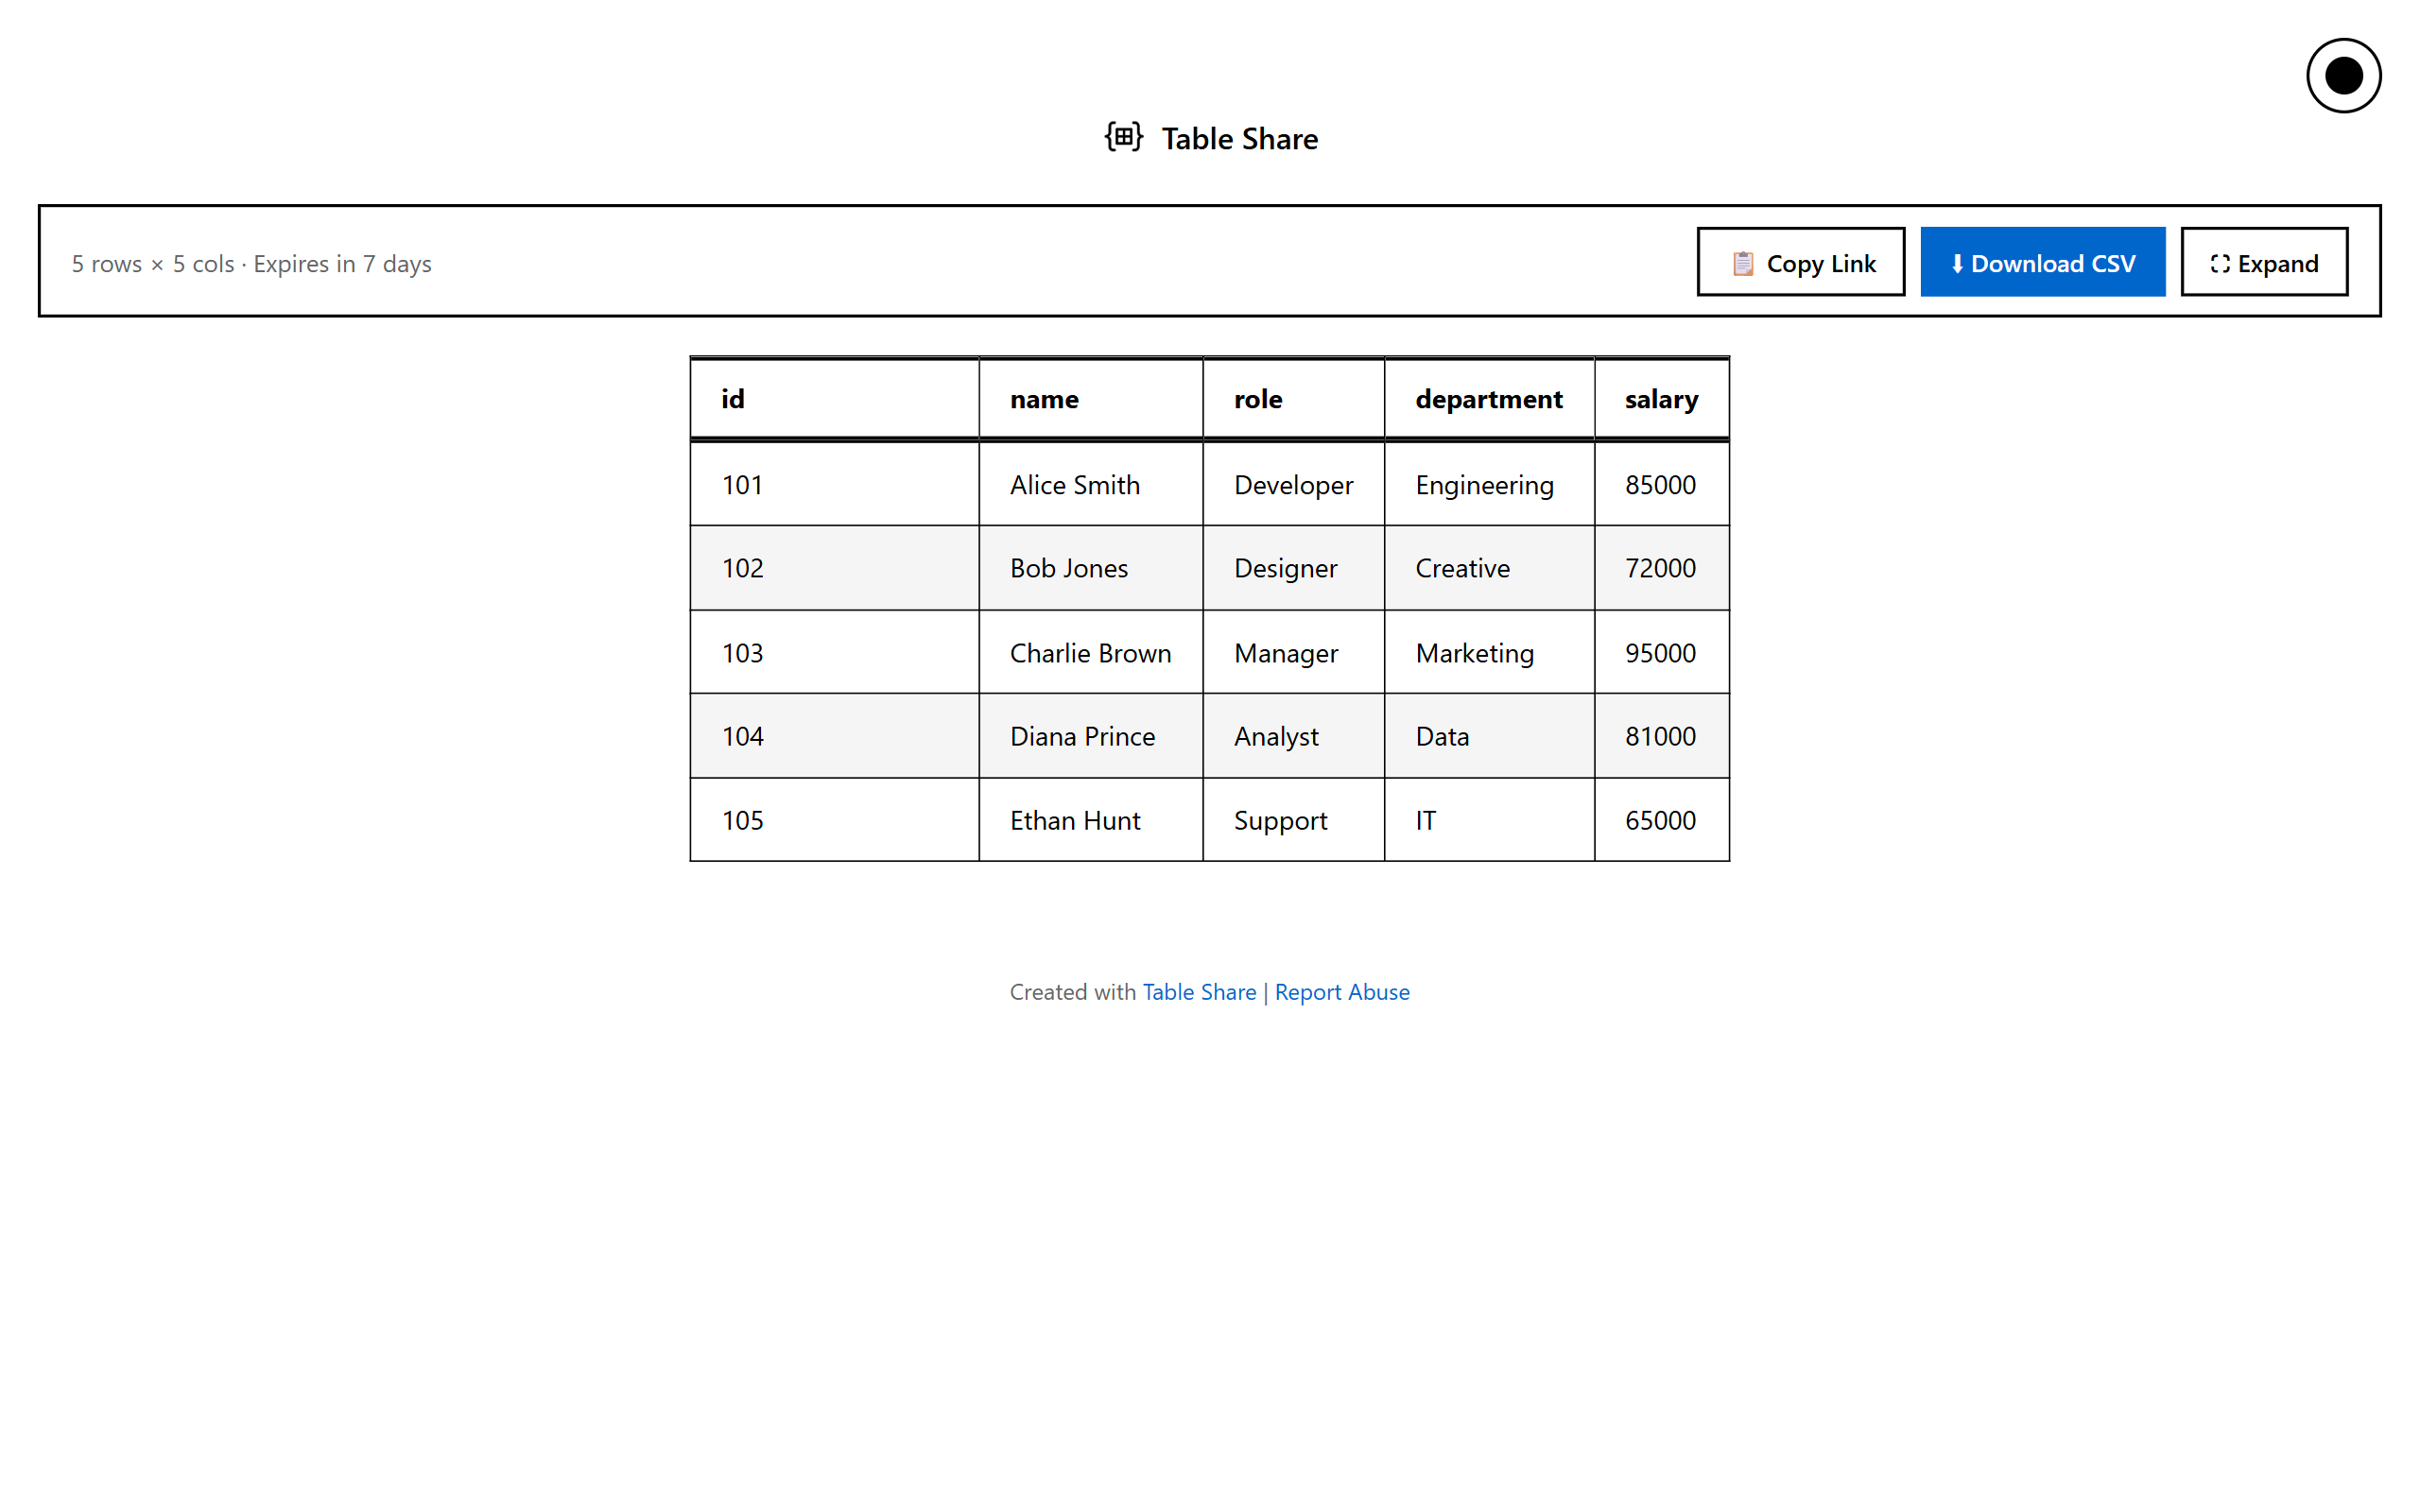 Table Share
5 rows × 5 cols · Expires in 7 days
Copy Link
Download CSV
Expand
id name role department salary
101 Alice Smith Developer Engineering 85000
102 Bob Jones Designer Creative 72000
103 Charlie Brown Manager Marketing 95000
104 Diana Prince Analyst Data 81000
105 Ethan Hunt Support IT 65000
Created with Table Share | Report Abuse